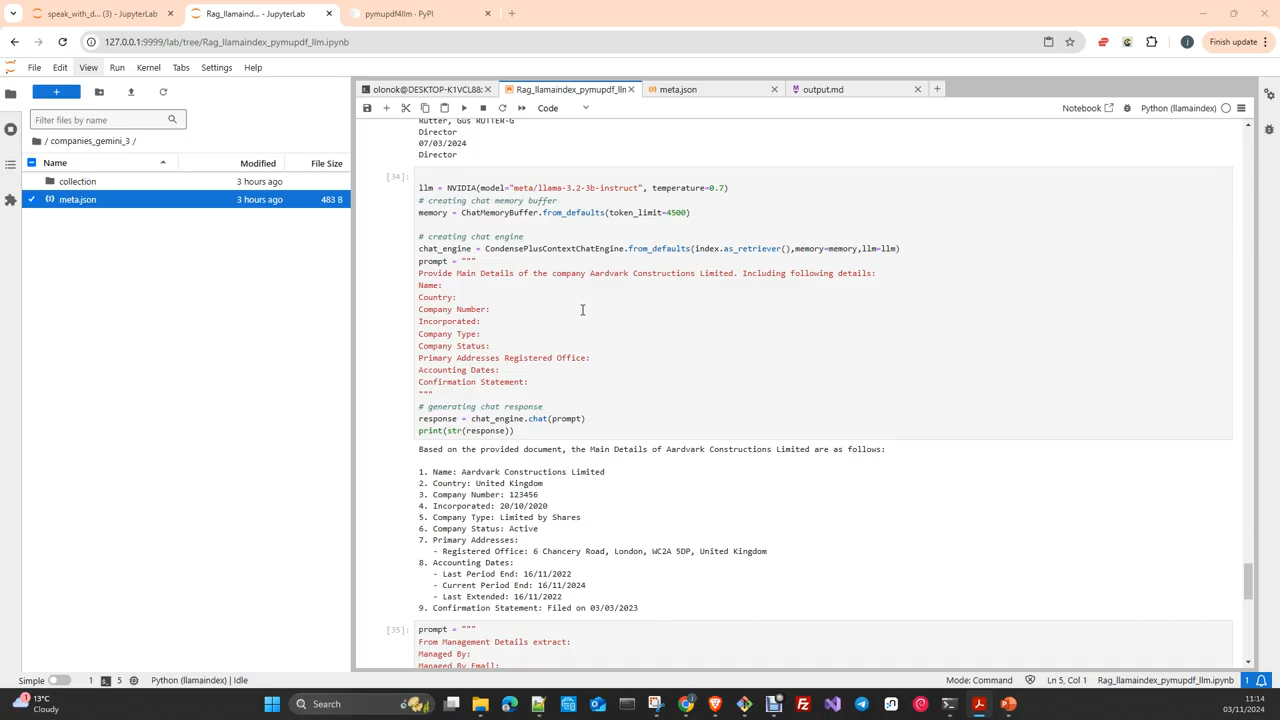 speak_with_d... (3) - JupyterLab
Rag_llamaind... - JupyterLab
pymupdf4llm · PyPI
127.0.0.1:9999/lab/tree/Rag_llamaindex_pymupdf_llm.ipynb
Finish update
File Edit View Run Kernel Tabs Settings Help
olonok@DESKTOP-K1VCL88:
Rag_llamaindex_pymupdf_lln
meta.json
output.md
Filter files by name
Code
Notebook
Python (llamaindex)
/ companies_gemini_3 /
Name Modified File Size
collection 3 hours ago
meta.json 3 hours ago 483 B
Rutter, Gus RUTTER-G
Director
07/03/2024
Director
[34]:
llm = NVIDIA(model="meta/llama-3.2-3b-instruct", temperature=0.7)
# creating chat memory buffer
memory = ChatMemoryBuffer.from_defaults(token_limit=4500)
# creating chat engine
chat_engine = CondensePlusContextChatEngine.from_defaults(index.as_retriever(),memory=memory,llm=llm)
prompt = """
Provide Main Details of the company Aardvark Constructions Limited. Including following details:
Name:
Country:
Company Number:
Incorporated:
Company Type:
Company Status:
Primary Addresses Registered Office:
Accounting Dates:
Confirmation Statement:
"""
# generating chat response
response = chat_engine.chat(prompt)
print(str(response))
Based on the provided document, the Main Details of Aardvark Constructions Limited are as follows:
1. Name: Aardvark Constructions Limited
2. Country: United Kingdom
3. Company Number: 123456
4. Incorporated: 20/10/2020
5. Company Type: Limited by Shares
6. Company Status: Active
7. Primary Addresses:
- Registered Office: 6 Chancery Road, London, WC2A 5DP, United Kingdom
8. Accounting Dates:
- Last Period End: 16/11/2022
- Current Period End: 16/11/2024
- Last Extended: 16/11/2022
9. Confirmation Statement: Filed on 03/03/2023
[35]:
prompt = """
From Management Details extract:
Managed By:
Managed By Email:
Simple
1
5
Python (llamaindex) | Idle
Mode: Command
Ln 5, Col 1
Rag_llamaindex_pymupdf_llm.ipynb
1
13°C
Cloudy
Search
11:14
03/11/2024